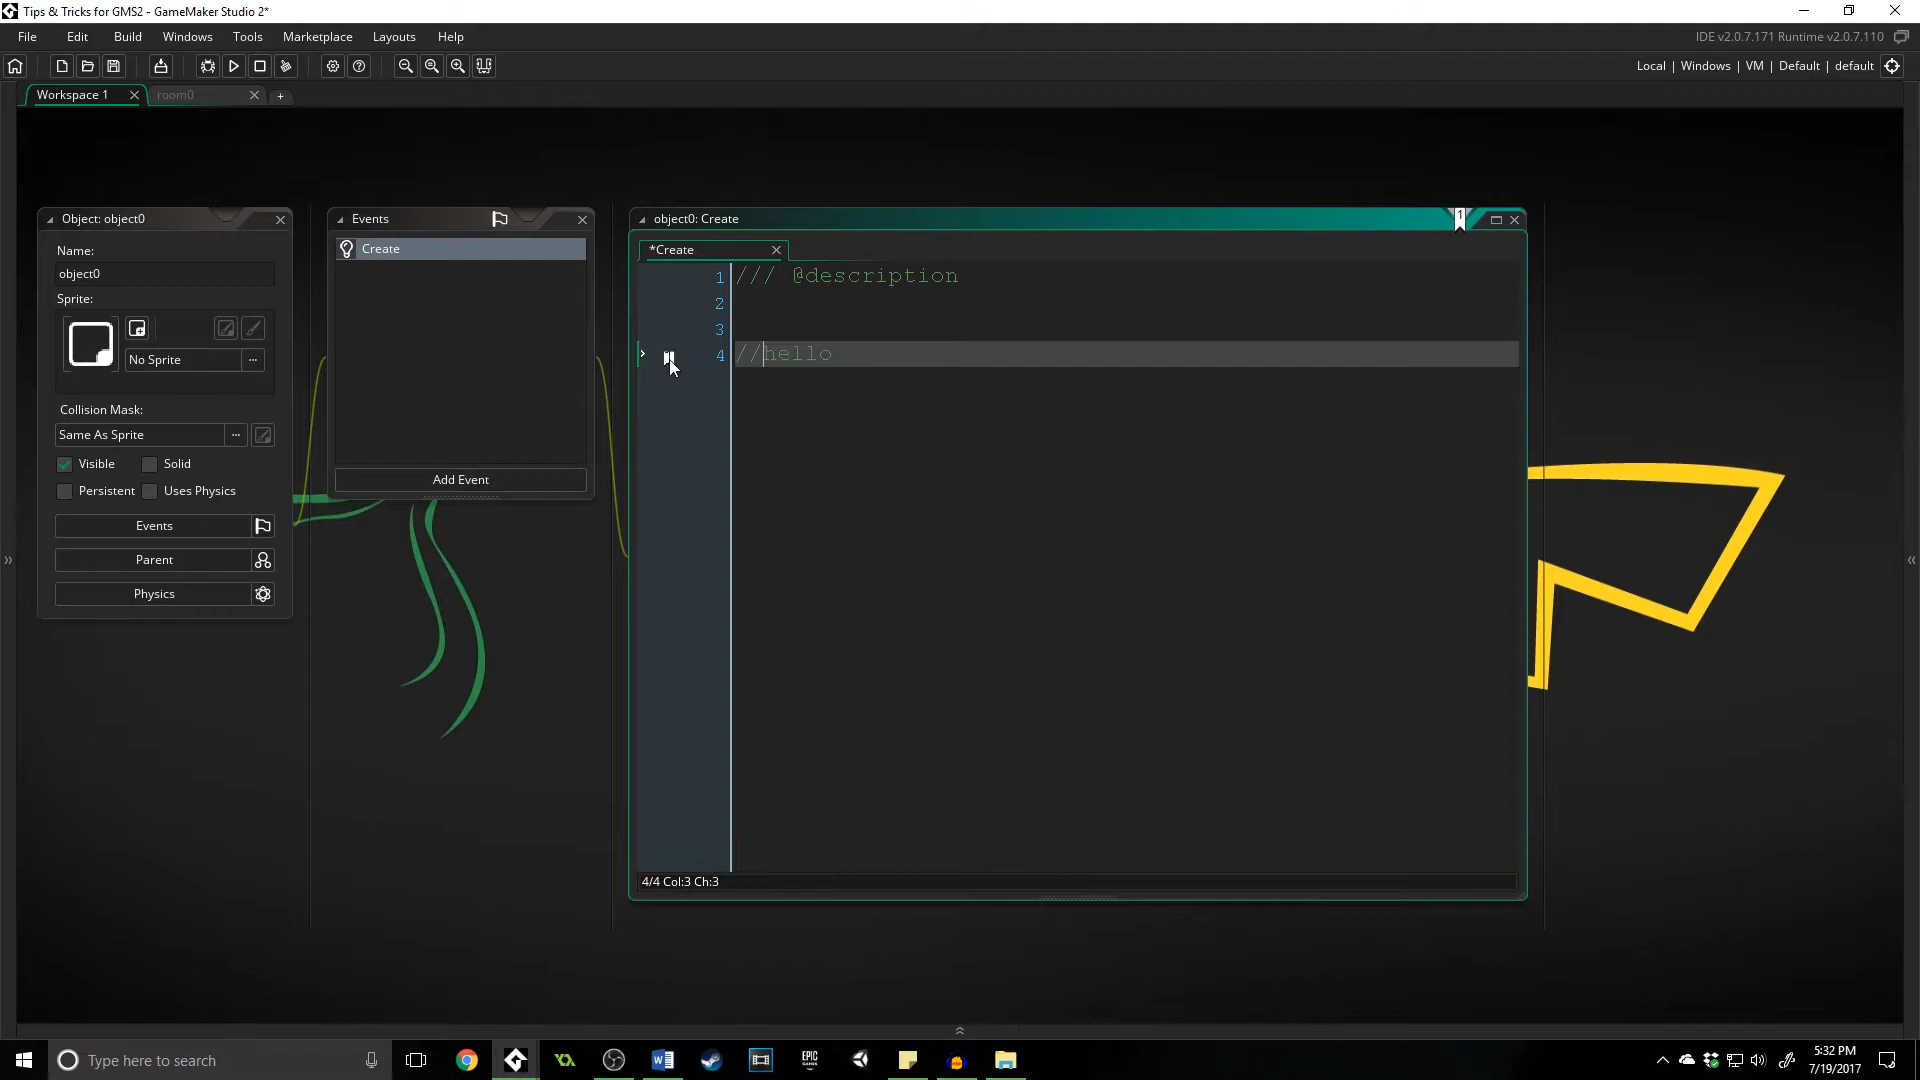 Tips & Tricks for GMS2 - GameMaker Studio 2*
File Edit Build Windows Tools Marketplace Layouts Help
IDE v2.0.7.171 Runtime v2.0.7.110
Local | Windows | VM | Default | default
Workspace 1
room0
Object: object0
Name:
object0
Sprite:
No Sprite
Collision Mask:
Same As Sprite
Visible Solid
Persistent Uses Physics
Events
Parent
Physics
Events
Create
Add Event
object0: Create
1
*Create
1 /// @description
2
3
4 //hello
4/4 Col:3 Ch:3
Type here to search
EPIC
GAMES
5:32 PM
7/19/2017